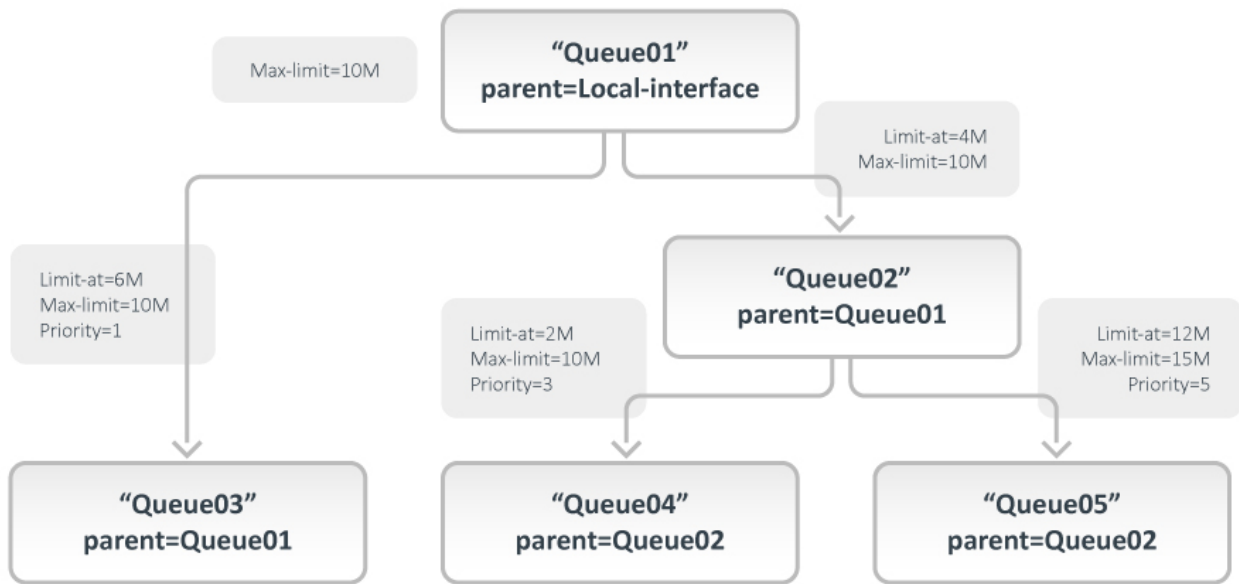 “Queue01”
parent=Local-interface
Max-limit=10M
Limit-at=4M
Max-limit=10M
“Queue02”
parent=Queue01
Limit-at=6M
Max-limit=10M
Priority=1
Limit-at=2M
Max-limit=10M
Priority=3
Limit-at=12M
Max-limit=15M
Priority=5
“Queue03”
parent=Queue01
“Queue04”
parent=Queue02
“Queue05”
parent=Queue02